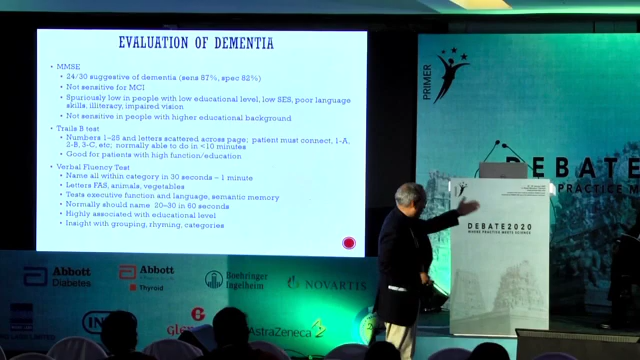 EVALUATION OF DEMENTIA
MMSE
24/30 suggestive of dementia (sens 87%, spec 82%)
Not sensitive for MCI
Spuriously low in people with low educational level, low SES, poor language
skills, illiteracy, impaired vision
Not sensitive in people with higher educational background
Trails B test
Numbers 1-25 and letters scattered across page; patient must connect, 1-A,
2-B, 3-C, etc; normally able to do in <10 minutes
Good for patients with high function/education
Verbal Fluency Test
Name all within category in 30 seconds – 1 minute
Letters FAS, animals, vegetables
Tests executive function and language, semantic memory
Normally should name 20-30 in 60 seconds
Highly associated with educational level
Insight with grouping, rhyming, categories
PRIMER
DEBATE
PRACTICE
DEBATE2020
WHERE PRACTICE MEETS SCIENCE
Abbott
Diabetes
Abbott
Thyroid
Boehringer
Ingelheim
NOVARTIS
LIMITED
AstraZeneca